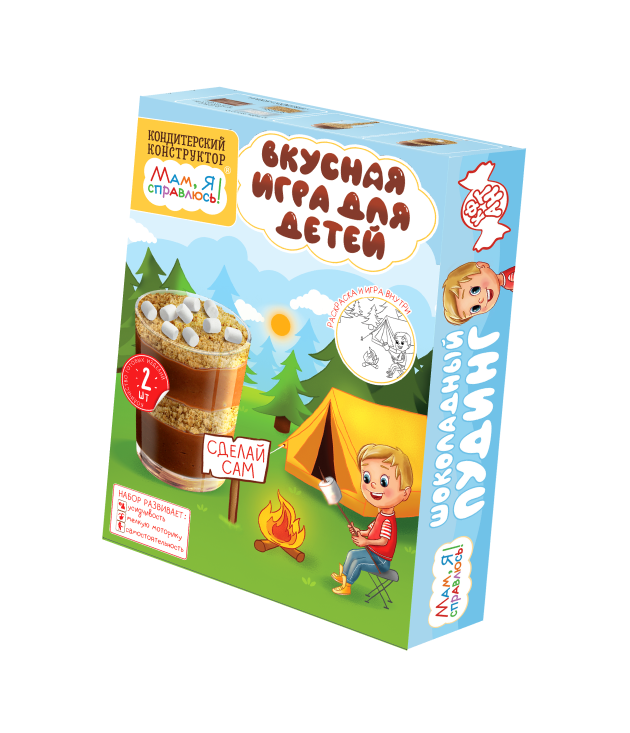 КОНДИТЕРСКИЙ
КОНСТРУКТОР
Мам, я
справлюсь!
®
ВКУСНАЯ
ИГРА ДЛЯ
ДЕТЕЙ
РАСКРАСКА И ИГРА ВНУТРИ
2
ШТ
СДЕЛАЙ
САМ
НАБОР РАЗВИВАЕТ:
усидчивость
мелкую моторику
самостоятельность
ШОКОЛАДНЫЙ
ПУДИНГ
Мам, я
справлюсь!